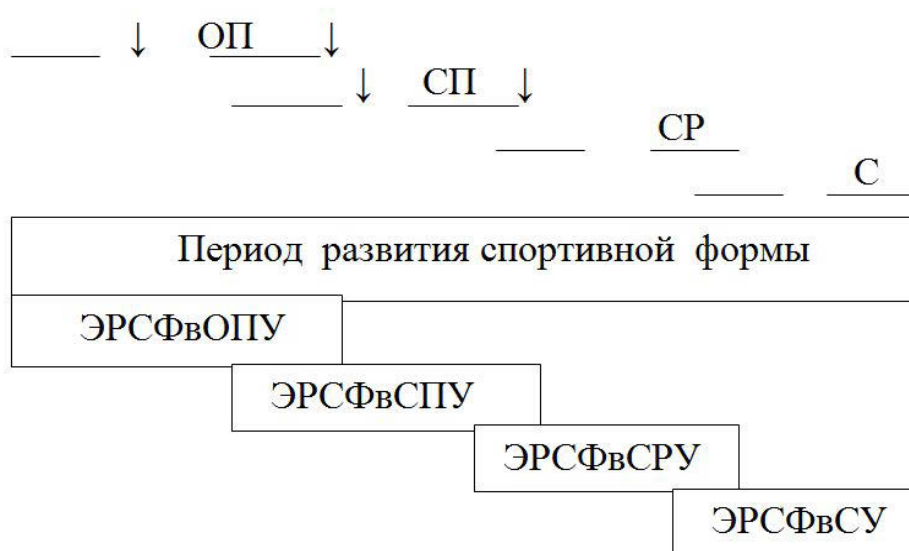 ОП
СП
СР
С
Период развития спортивной формы
ЭРСФвОПУ
ЭРСФвСПУ
ЭРСФвСРУ
ЭРСФвСУ